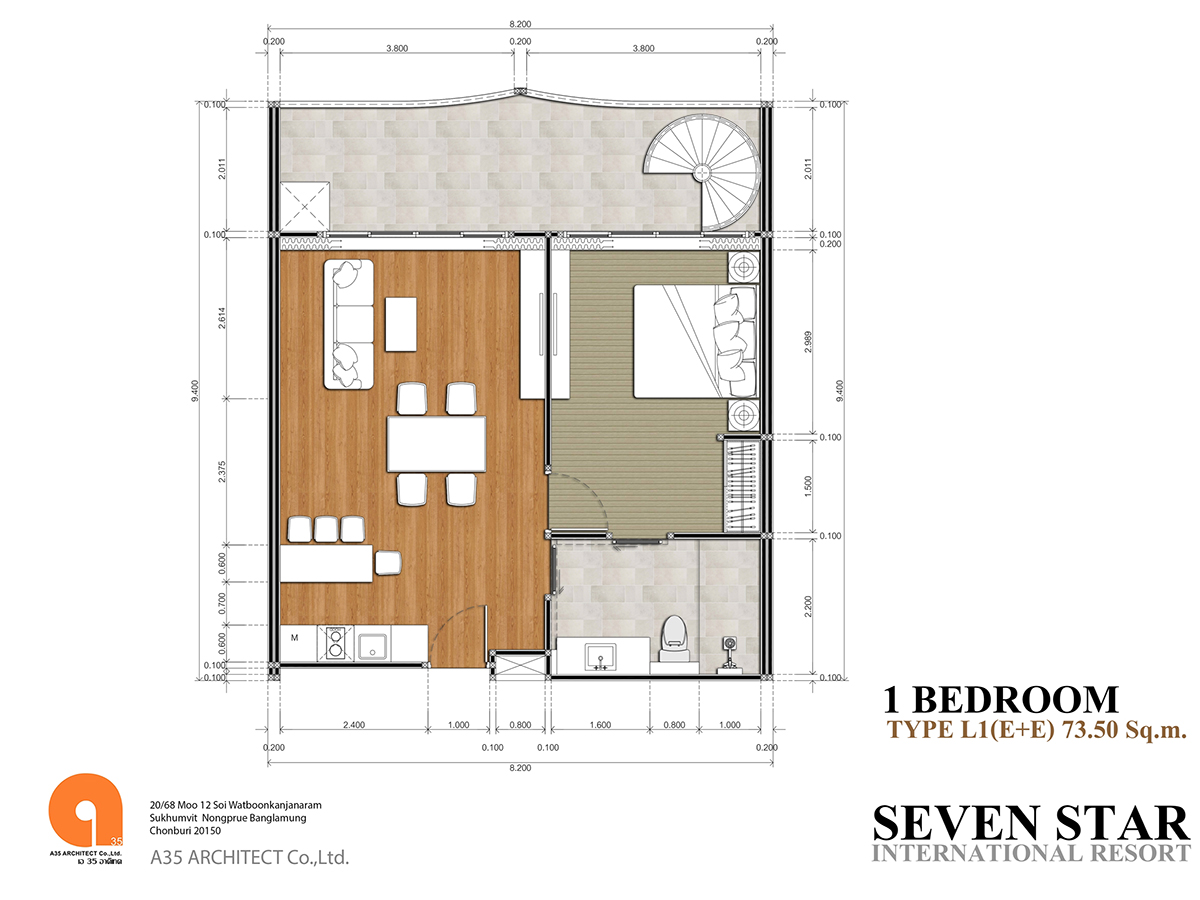 8.200
0.200 3.800 0.200 3.800 0.200
0.100 0.100
2.011 2.011
0.100 0.100
0.200
2.614 2.989
9.400 9.400
0.100
2.375 1.500
0.100
0.600
0.700 2.200
M
0.600
0.100
0.100 0.100
2.400 1.000 0.800 1.600 0.800 1.000
0.200 0.100 0.100 0.200
8.200
1 BEDROOM
TYPE L1(E+E) 73.50 Sq.m.
SEVEN STAR
INTERNATIONAL RESORT
35
A35 ARCHITECT Co.,Ltd.
เอ 35 อาคิเทค
20/68 Moo 12 Soi Watboonkanjanaram
Sukhumvit Nongprue Banglamung
Chonburi 20150
A35 ARCHITECT Co.,Ltd.